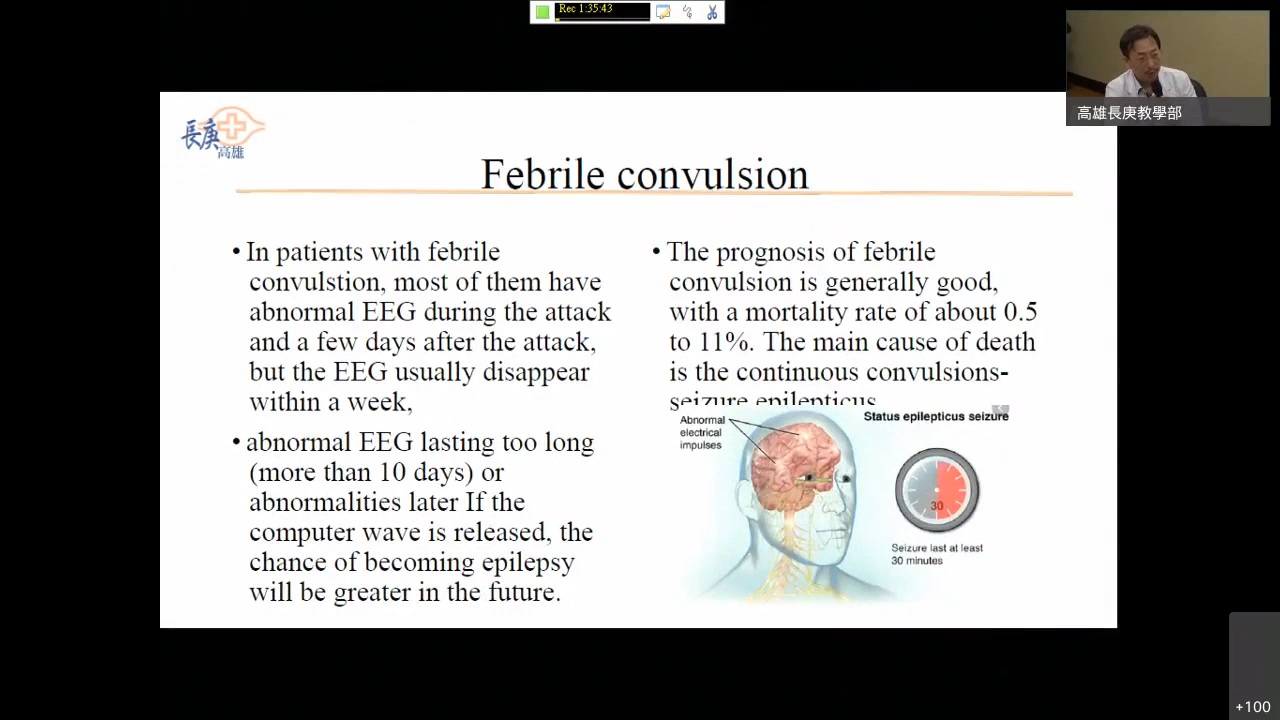 Rec 1:35:43
高雄長庚教學部
長庚
高雄
Febrile convulsion
• In patients with febrile
convulstion, most of them have
abnormal EEG during the attack
and a few days after the attack,
but the EEG usually disappear
within a week,
• abnormal EEG lasting too long
(more than 10 days) or
abnormalities later If the
computer wave is released, the
chance of becoming epilepsy
will be greater in the future.
• The prognosis of febrile
convulsion is generally good,
with a mortality rate of about 0.5
to 11%. The main cause of death
is the continuous convulsions-
seizure epilepticus
Abnormal
electrical
impulses
Status epilepticus seizure
30
Seizure last at least
30 minutes
+100